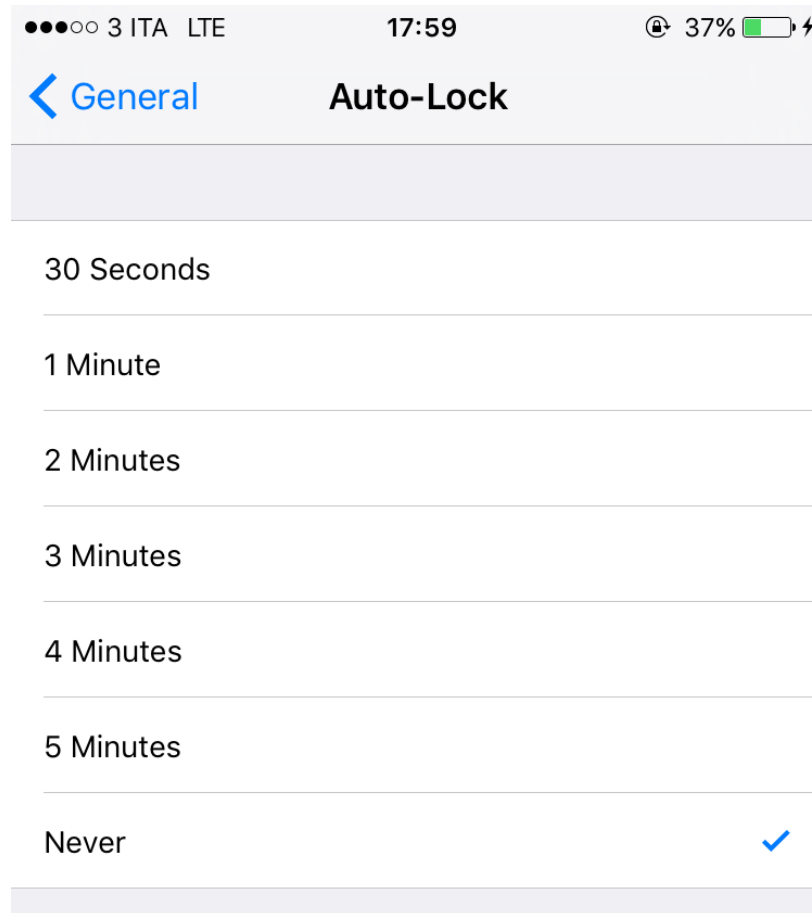 3 ITA LTE 17:59 37%
General Auto-Lock
30 Seconds
1 Minute
2 Minutes
3 Minutes
4 Minutes
5 Minutes
Never